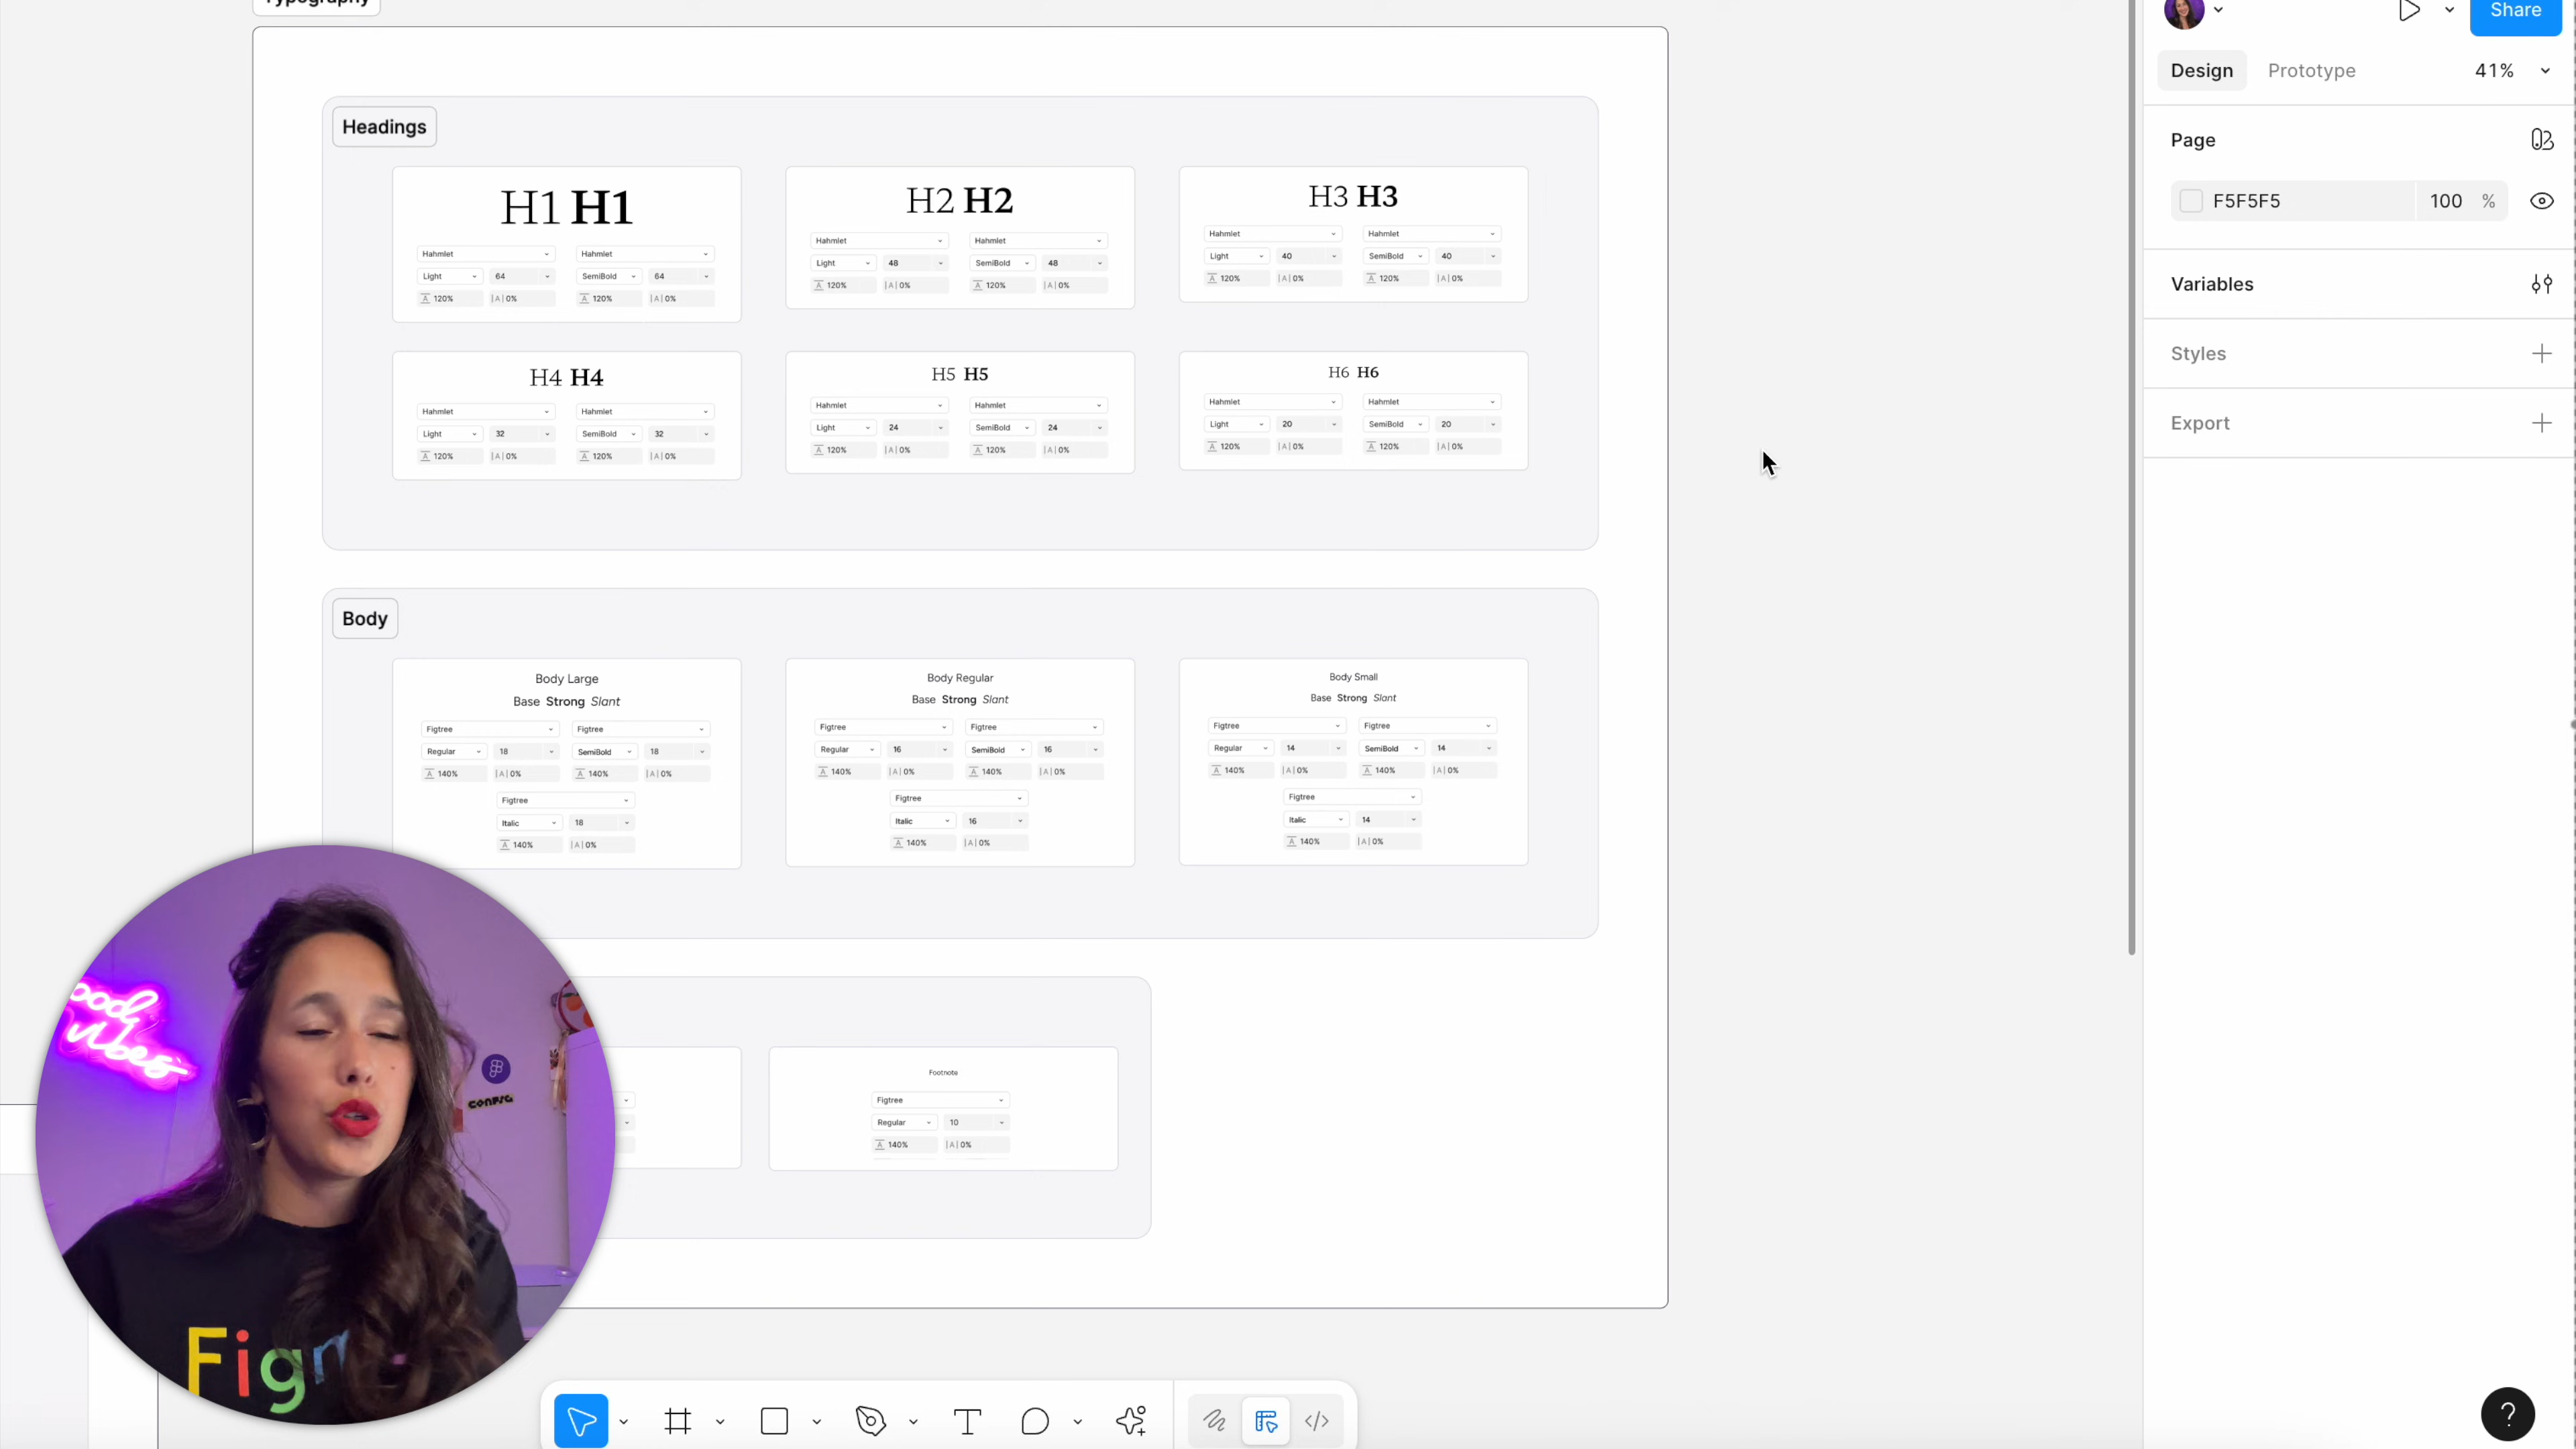 Typography
Share
Design Prototype 41%
Page
F5F5F5 100 %
Variables
Styles
Export
Headings
H1 H1
Hahmlet Hahmlet
Light 64 SemiBold 64
A 120% |A| 0% A 120% |A| 0%
H2 H2
Hahmlet Hahmlet
Light 48 SemiBold 48
A 120% |A| 0% A 120% |A| 0%
H3 H3
Hahmlet Hahmlet
Light 40 SemiBold 40
A 120% |A| 0% A 120% |A| 0%
H4 H4
Hahmlet Hahmlet
Light 32 SemiBold 32
A 120% |A| 0% A 120% |A| 0%
H5 H5
Hahmlet Hahmlet
Light 24 SemiBold 24
A 120% |A| 0% A 120% |A| 0%
H6 H6
Hahmlet Hahmlet
Light 20 SemiBold 20
A 120% |A| 0% A 120% |A| 0%
Body
Body Large
Base Strong Slant
Figtree Figtree
Regular 18 SemiBold 18
A 140% |A| 0% A 140% |A| 0%
Figtree
Italic 18
A 140% |A| 0%
Body Regular
Base Strong Slant
Figtree Figtree
Regular 16 SemiBold 16
A 140% |A| 0% A 140% |A| 0%
Figtree
Italic 16
A 140% |A| 0%
Body Small
Base Strong Slant
Figtree Figtree
Regular 14 SemiBold 14
A 140% |A| 0% A 140% |A| 0%
Figtree
Italic 14
A 140% |A| 0%
Footnote
Figtree
Regular 10
A 140% |A| 0%
ood
vibes
CONFIG
Figm
T
</>
?